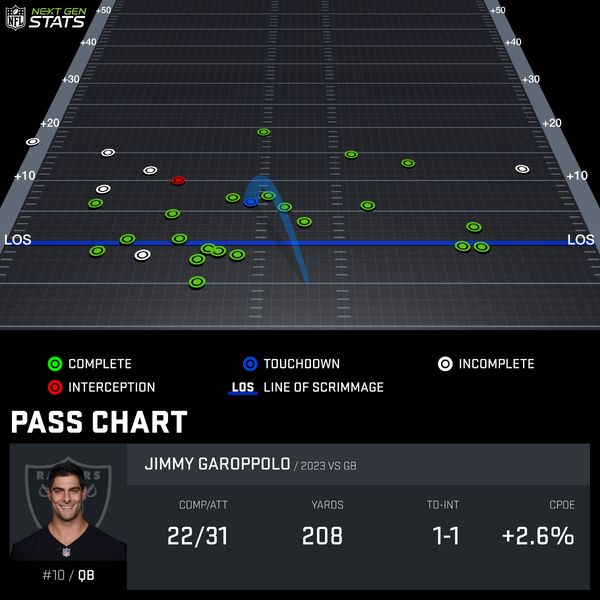 NFL NEXT GEN STATS
+50 +50
+40 +40
+30 +30
+20 +20
+10 +10
LOS LOS
COMPLETE TOUCHDOWN INCOMPLETE
INTERCEPTION LOS LINE OF SCRIMMAGE
PASS CHART
JIMMY GAROPPOLO / 2023 VS GB
COMP/ATT YARDS TD-INT CPOE
22/31 208 1-1 +2.6%
RAIDERS
#10 / QB